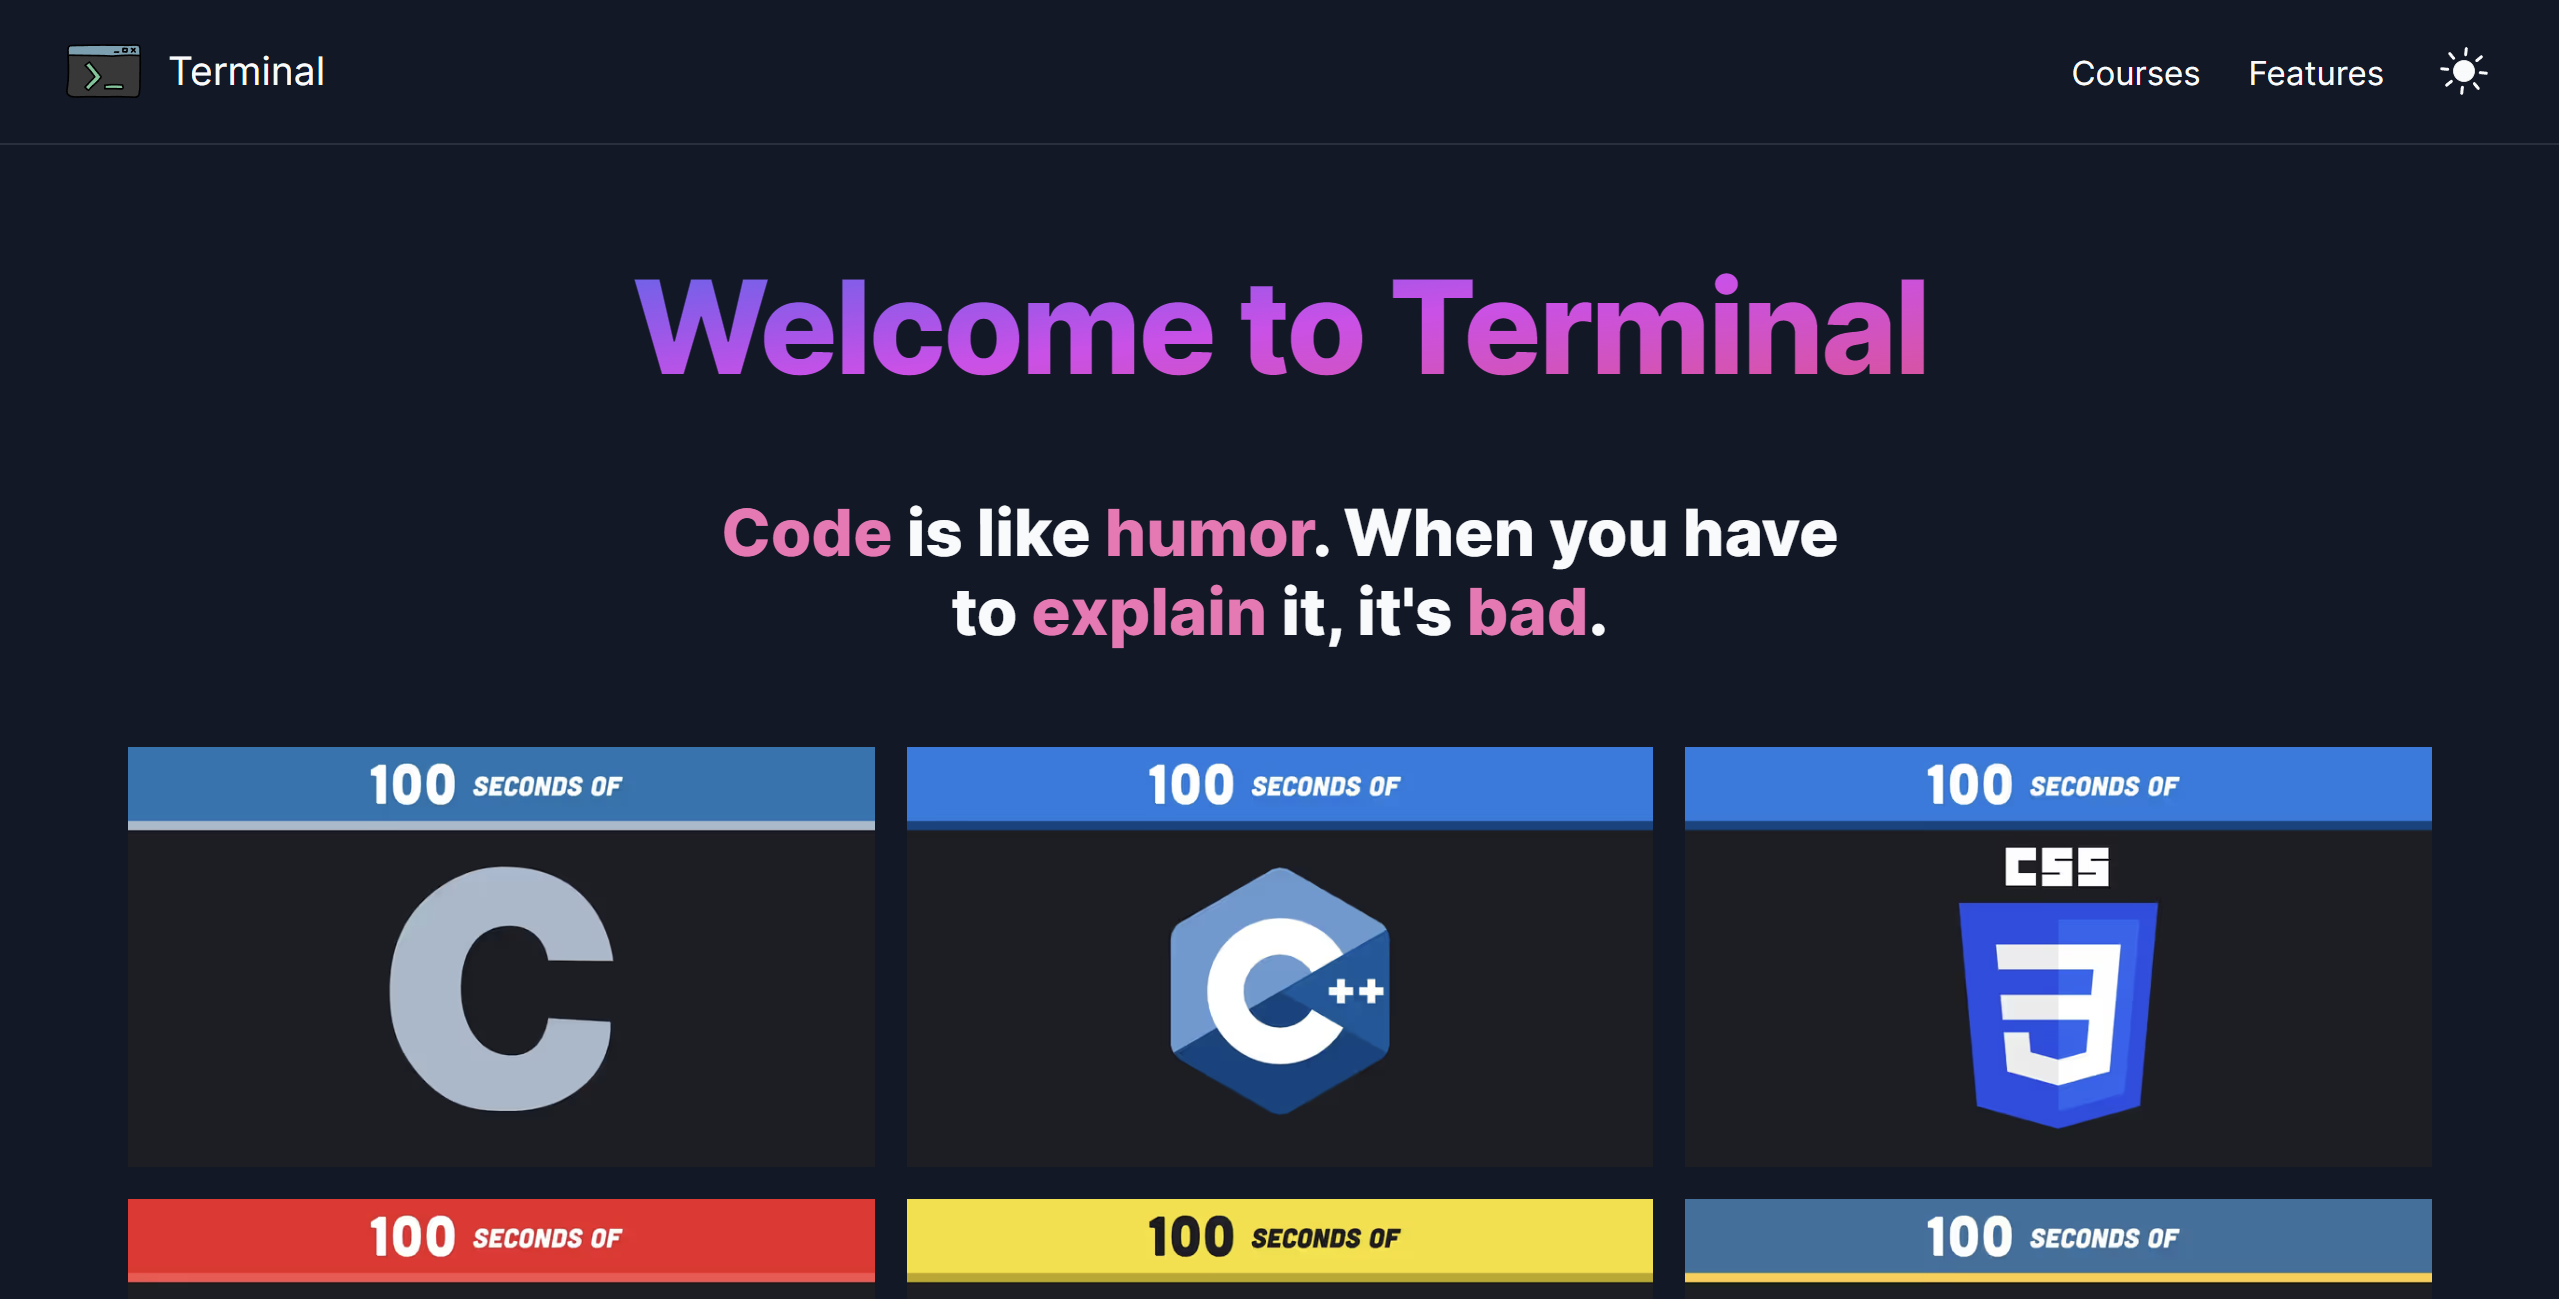 Terminal
Courses
Features
Welcome to Terminal
Code is like humor. When you have
to explain it, it's bad.
100 SECONDS OF
100 SECONDS OF
100 SECONDS OF
C
C++
CSS
3
100 SECONDS OF
100 SECONDS OF
100 SECONDS OF